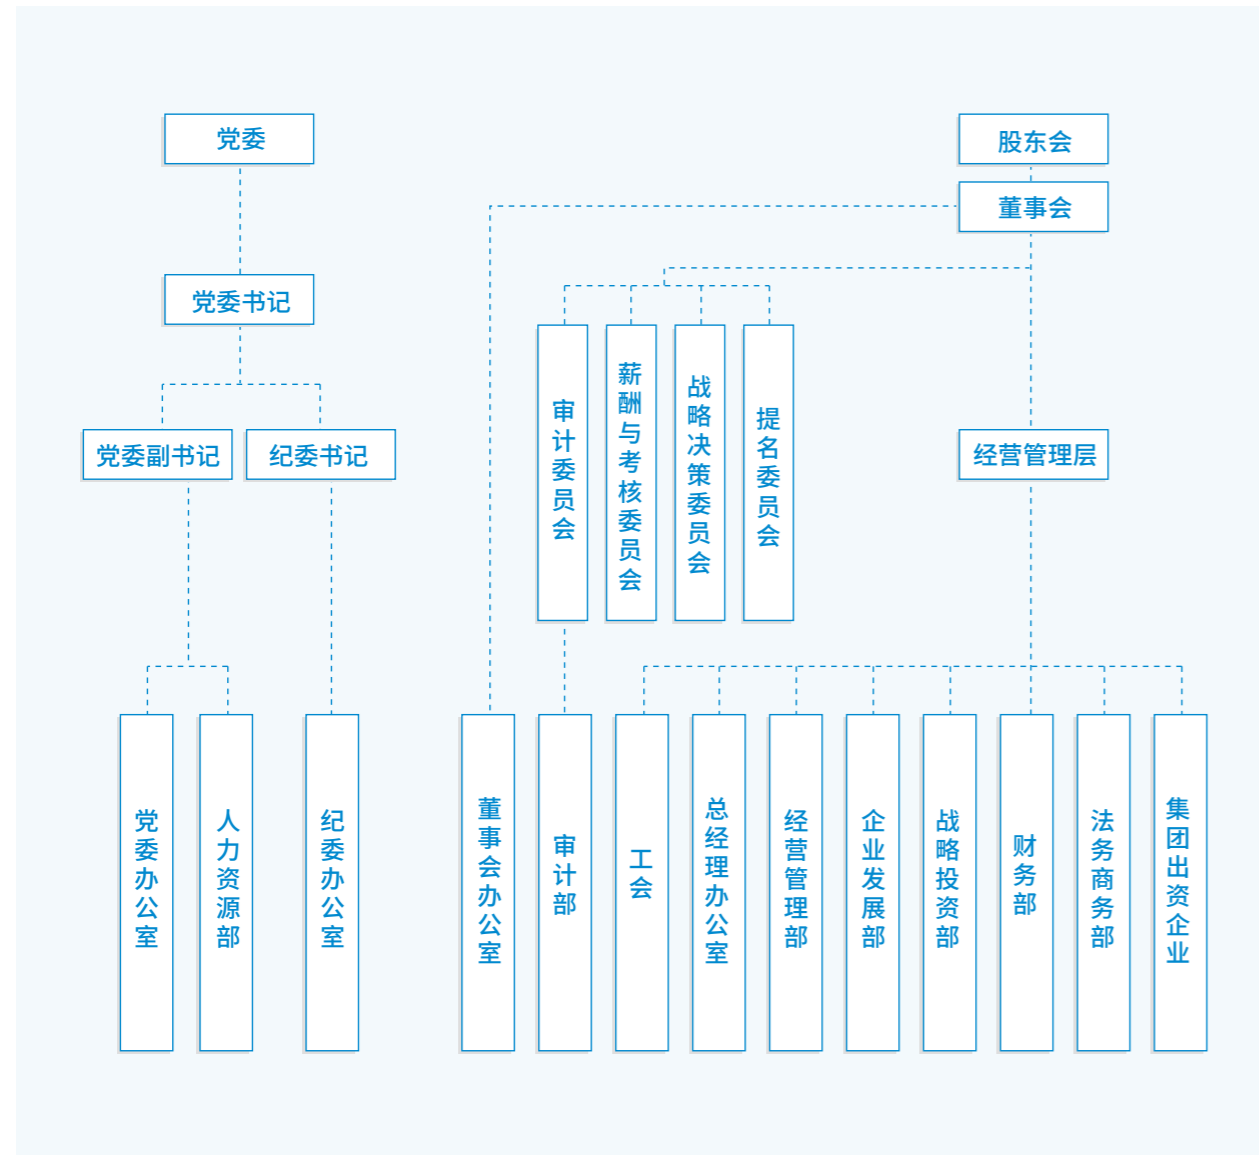 党委
股东会
董事会
党委书记
党委副书记
纪委书记
审计委员会
薪酬与考核委员会
战略决策委员会
提名委员会
经营管理层
党委办公室
人力资源部
纪委办公室
董事会办公室
审计部
工会
总经理办公室
经营管理部
企业发展部
战略投资部
财务部
法务商务部
集团出资企业